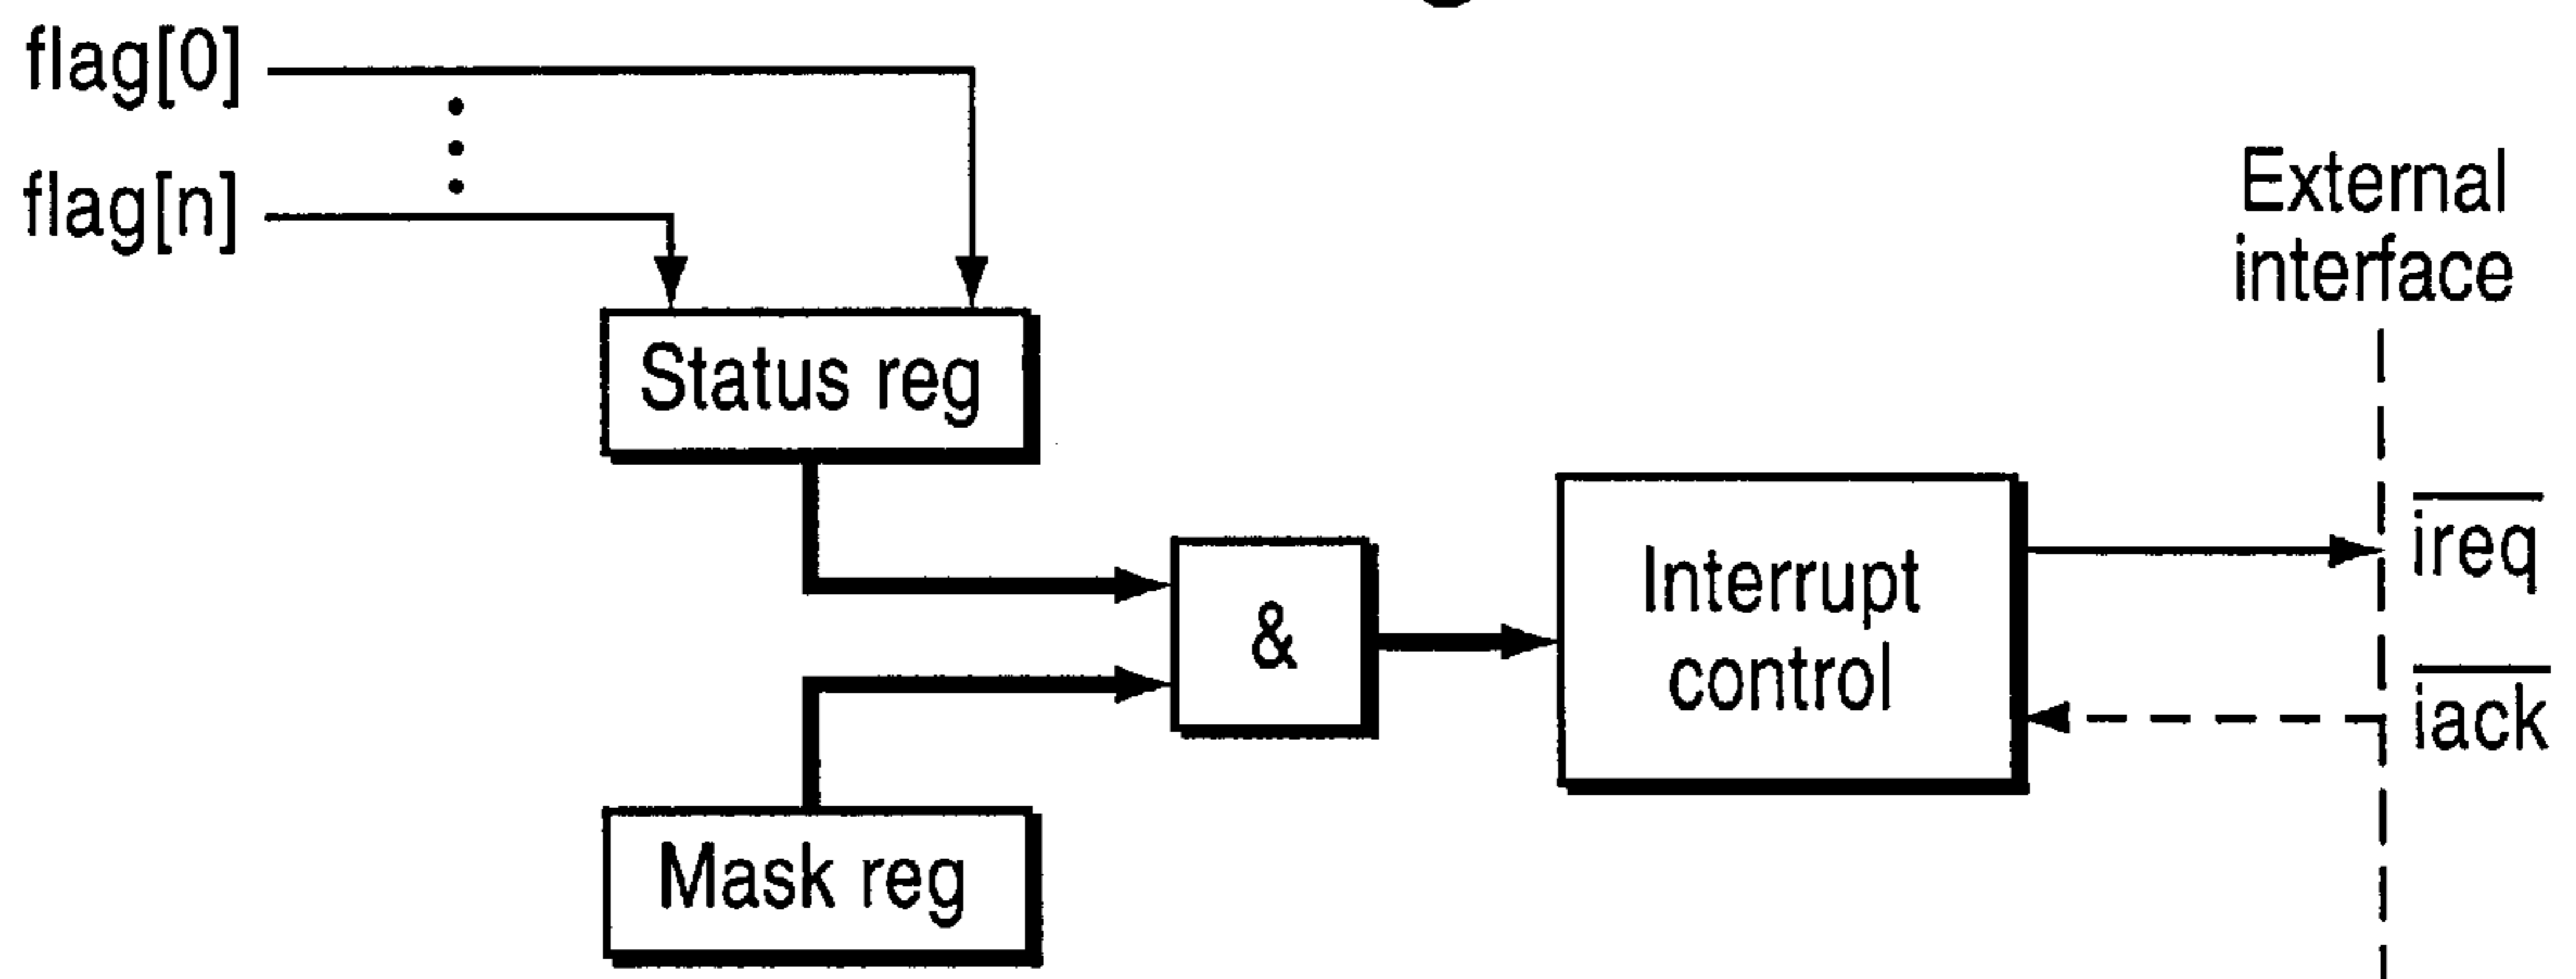 flag[0]
flag[n]
External
interface
Status reg
ireq
Interrupt
control
&
iack
Mask reg